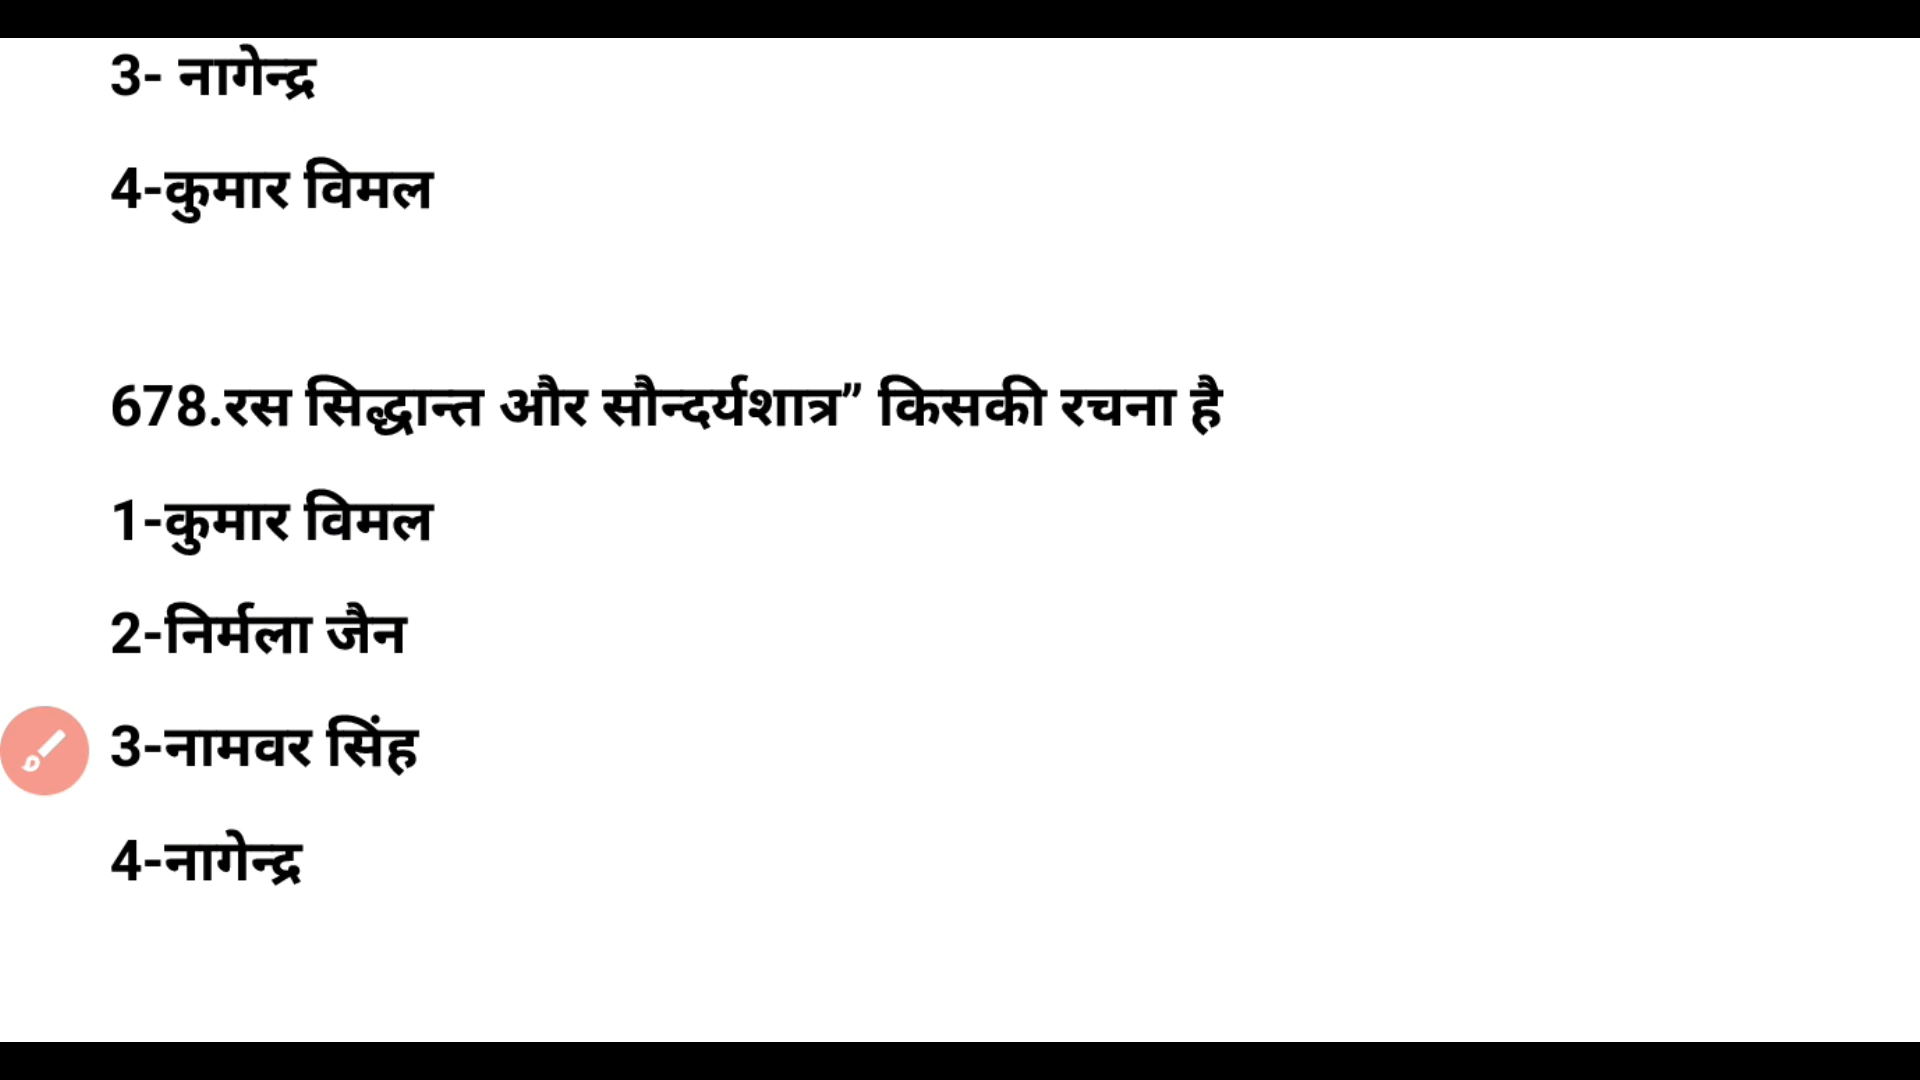 3- नागेन्द्र
4-कुमार विमल
678.रस सिद्धान्त और सौन्दर्यशात्र” किसकी रचना है
1-कुमार विमल
2-निर्मला जैन
3-नामवर सिंह
4-नागेन्द्र